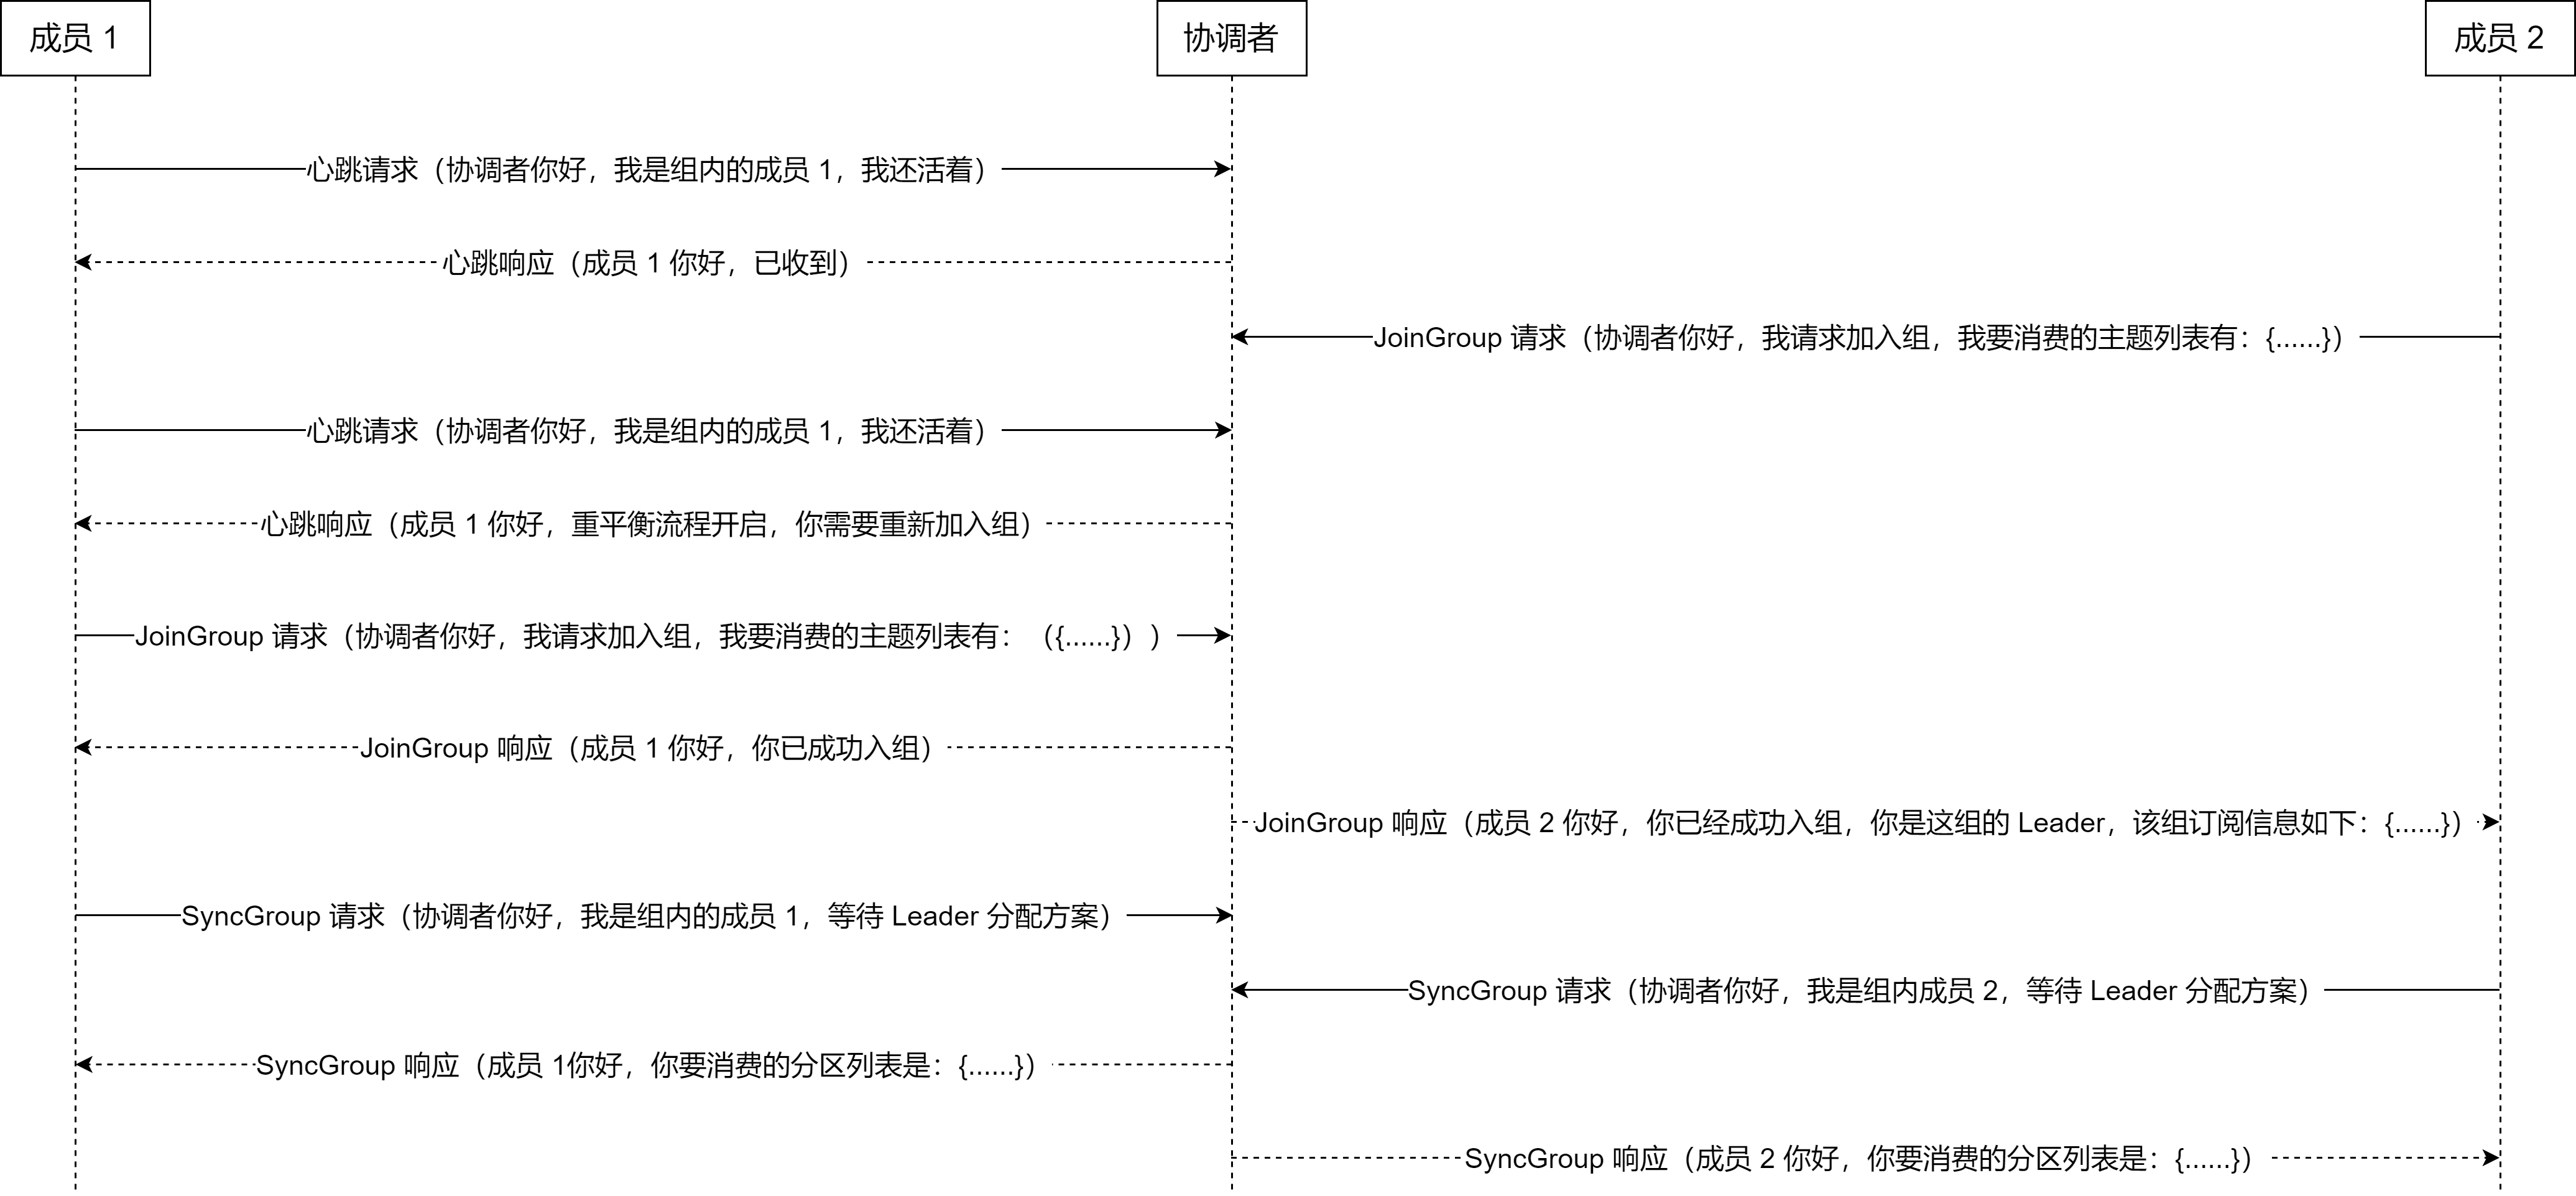 成员 1
协调者
成员 2
心跳请求（协调者你好，我是组内的成员 1，我还活着）
心跳响应（成员 1 你好，已收到）
JoinGroup 请求（协调者你好，我请求加入组，我要消费的主题列表有：{......}）
心跳请求（协调者你好，我是组内的成员 1，我还活着）
心跳响应（成员 1 你好，重平衡流程开启，你需要重新加入组）
JoinGroup 请求（协调者你好，我请求加入组，我要消费的主题列表有：（{......}））
JoinGroup 响应（成员 1 你好，你已成功入组）
JoinGroup 响应（成员 2 你好，你已经成功入组，你是这组的 Leader，该组订阅信息如下：{......}）
SyncGroup 请求（协调者你好，我是组内的成员 1，等待 Leader 分配方案）
SyncGroup 请求（协调者你好，我是组内成员 2，等待 Leader 分配方案）
SyncGroup 响应（成员 1你好，你要消费的分区列表是：{......}）
SyncGroup 响应（成员 2 你好，你要消费的分区列表是：{......}）